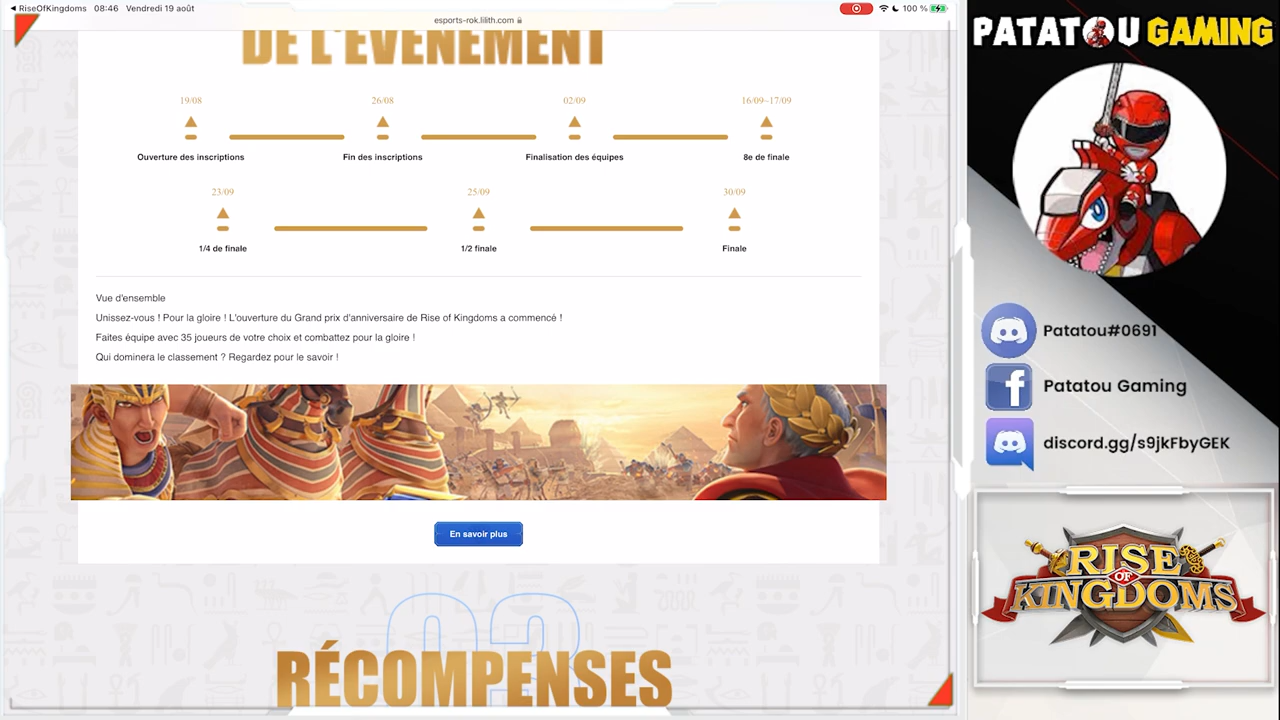 RiseOfKingdoms 08:46 Vendredi 19 août
100 %
esports-rok.lilith.com
DE L'ÉVÉNEMENT
19/08
26/08
02/09
16/09~17/09
Ouverture des inscriptions
Fin des inscriptions
Finalisation des équipes
8e de finale
23/09
25/09
30/09
1/4 de finale
1/2 finale
Finale
Vue d'ensemble
Unissez-vous ! Pour la gloire ! L'ouverture du Grand prix d'anniversaire de Rise of Kingdoms a commencé !
Faites équipe avec 35 joueurs de votre choix et combattez pour la gloire !
Qui dominera le classement ? Regardez pour le savoir !
En savoir plus
03
RÉCOMPENSES
PATATOU GAMING
Patatou#0691
Patatou Gaming
discord.gg/s9jkFbyGEK
RISE
OF
KINGDOMS